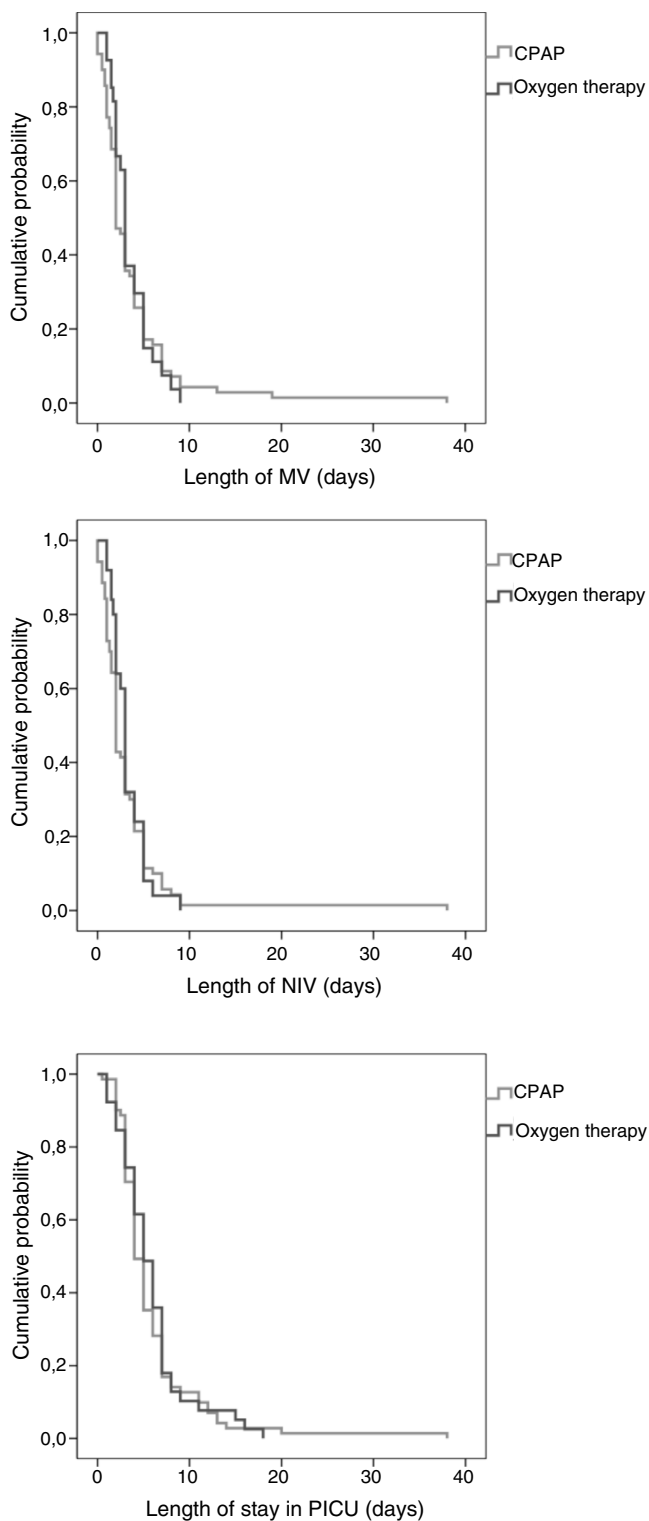 1,0
0,8
0,6
0,4
0,2
0,0
Cumulative probability
0 10 20 30 40
Length of MV (days)
CPAP
Oxygen therapy
1,0
0,8
0,6
0,4
0,2
0,0
Cumulative probability
0 10 20 30 40
Length of NIV (days)
CPAP
Oxygen therapy
1,0
0,8
0,6
0,4
0,2
0,0
Cumulative probability
0 10 20 30 40
Length of stay in PICU (days)
CPAP
Oxygen therapy